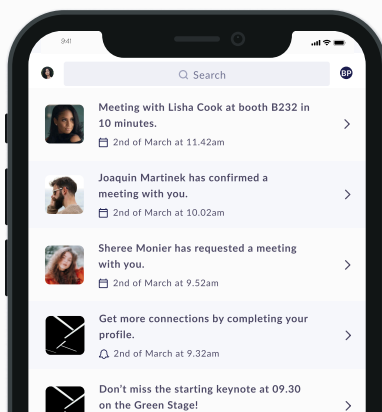 9:41
Search
BP
Meeting with Lisha Cook at booth B232 in
10 minutes.
2nd of March at 11.42am
Joaquin Martinek has confirmed a
meeting with you.
2nd of March at 10.02am
Sheree Monier has requested a meeting
with you.
2nd of March at 9.52am
Get more connections by completing your
profile.
2nd of March at 9.32am
Don't miss the starting keynote at 09.30
on the Green Stage!